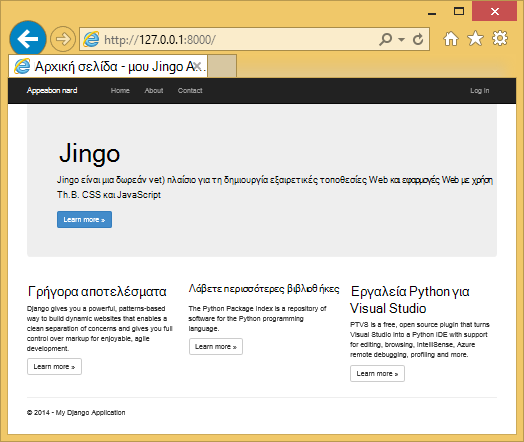 http://127.0.0.1:8000/
Αρχική σελίδα - μου Jingo A...
Appeabon nard Home About Contact Log in
Jingo
Jingo είναι μια δωρεάν vet) πλαίσιο για τη δημιουργία εξαιρετικές τοποθεσίες Web και εφαρμογές Web με χρήση
Th.B. CSS και JavaScript
Learn more »
Γρήγορα αποτελέσματα
Django gives you a powerful, patterns-based
way to build dynamic websites that enables a
clean separation of concerns and gives you full
control over markup for enjoyable, agile
development.
Learn more »
Λάβετε περισσότερες βιβλιοθήκες
The Python Package Index is a repository of
software for the Python programming
language.
Learn more »
Εργαλεία Python για
Visual Studio
PTVS is a free, open source plugin that turns
Visual Studio into a Python IDE with support
for editing, browsing, IntelliSense, Azure
remote debugging, profiling and more.
Learn more »
© 2014 - My Django Application